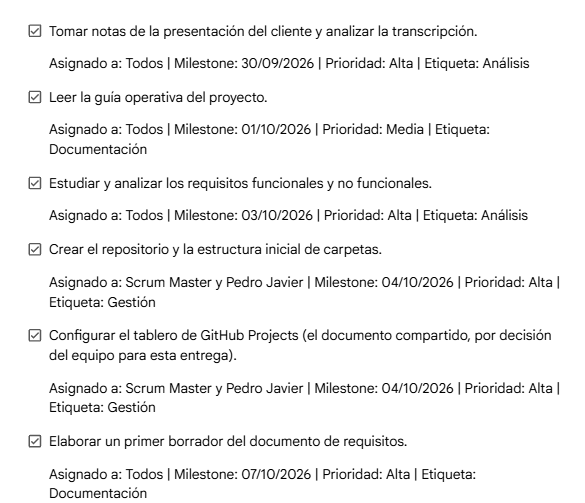 Tomar notas de la presentación del cliente y analizar la transcripción.
Asignado a: Todos | Milestone: 30/09/2026 | Prioridad: Alta | Etiqueta: Análisis
Leer la guía operativa del proyecto.
Asignado a: Todos | Milestone: 01/10/2026 | Prioridad: Media | Etiqueta:
Documentación
Estudiar y analizar los requisitos funcionales y no funcionales.
Asignado a: Todos | Milestone: 03/10/2026 | Prioridad: Alta | Etiqueta: Análisis
Crear el repositorio y la estructura inicial de carpetas.
Asignado a: Scrum Master y Pedro Javier | Milestone: 04/10/2026 | Prioridad: Alta |
Etiqueta: Gestión
Configurar el tablero de GitHub Projects (el documento compartido, por decisión
del equipo para esta entrega).
Asignado a: Scrum Master y Pedro Javier | Milestone: 04/10/2026 | Prioridad: Alta |
Etiqueta: Gestión
Elaborar un primer borrador del documento de requisitos.
Asignado a: Todos | Milestone: 07/10/2026 | Prioridad: Alta | Etiqueta:
Documentación